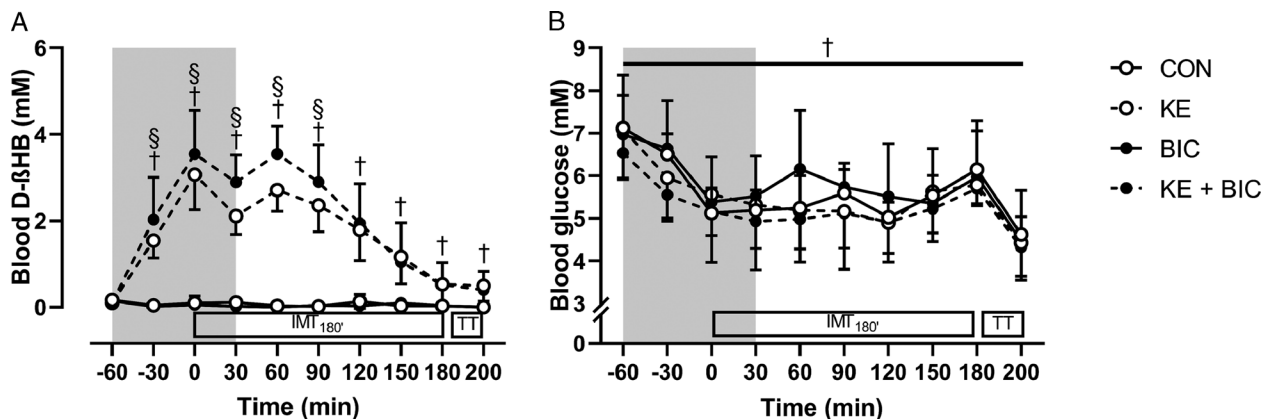 A
Blood D-ßHB (mM)
6
4
2
0
§
†
§
†
§
†
§
†
§
†
†
†
†
†
IMT180'
TT
-60 -30 0 30 60 90 120 150 180 200
Time (min)
B
Blood glucose (mM)
9
8
7
6
5
4
3
0
†
IMT180'
TT
-60 -30 0 30 60 90 120 150 180 200
Time (min)
CON
KE
BIC
KE + BIC